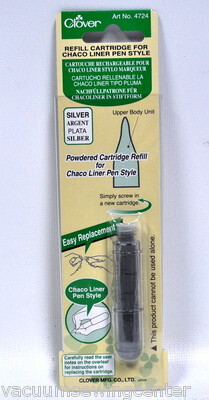 Clover
Art No. 4724
REFILL CARTRIDGE FOR
CHACO LINER PEN STYLE
CARTOUCHE RECHARGEABLE POUR
CHACO LINER STYLO MARQUEUR
CARTUCHO RELLENABLE LA
CHACO LINER TIPO PLUMA
NACHFÜLLPATRONE FÜR
CHACOLINER IN STIFTFORM
SILVER
ARGENT
PLATA
SILBER
Upper Body Unit
Powdered Cartridge Refill
for
Chaco Liner Pen Style
Simply screw in
a new cartridge.
Easy Replacement
Chaco Liner
Pen Style
▲ This product cannot be used alone.
Carefully read the user
notes on the overleaf
for instructions on
replacing the cartridge.
CLOVER MFG. CO., LTD.
vacuumsewingcenter